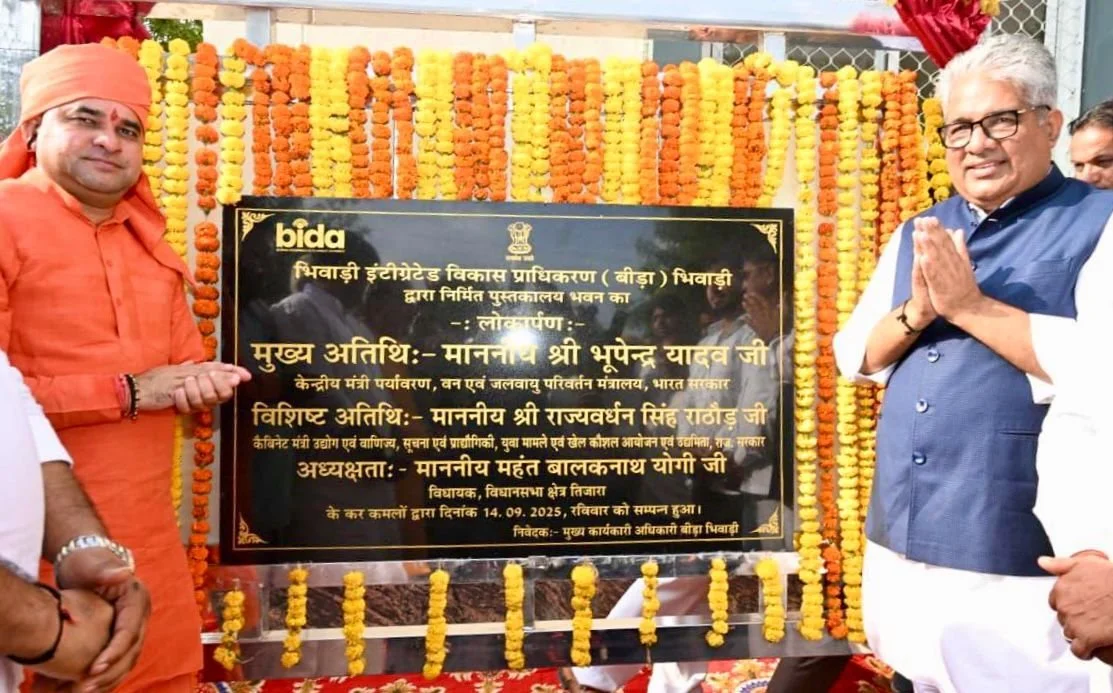 bida
भिवाड़ी इंटीग्रेटेड विकास प्राधिकरण ( बीड़ा ) भिवाड़ी
द्वारा निर्मित पुस्तकालय भवन का
-: लोकार्पण :-
मुख्य अतिथि:- माननीय श्री भूपेन्द्र यादव जी
केन्द्रीय मंत्री पर्यावरण, वन एवं जलवायु परिवर्तन मंत्रालय, भारत सरकार
विशिष्ट अतिथि:- माननीय श्री राज्यवर्धन सिंह राठौड़ जी
कैबिनेट मंत्री उद्योग एवं वाणिज्य, सूचना एवं प्राद्यौगिकी, युवा मामले एवं खेल कौशल आयोजन एवं उद्यमिता, राज. सरकार
अध्यक्षता:- माननीय महंत बालकनाथ योगी जी
विधायक, विधानसभा क्षेत्र तिजारा
के कर कमलों द्वारा दिनांक 14. 09. 2025, रविवार को सम्पन्न हुआ।
निवेदक:- मुख्य कार्यकारी अधिकारी बीड़ा भिवाड़ी